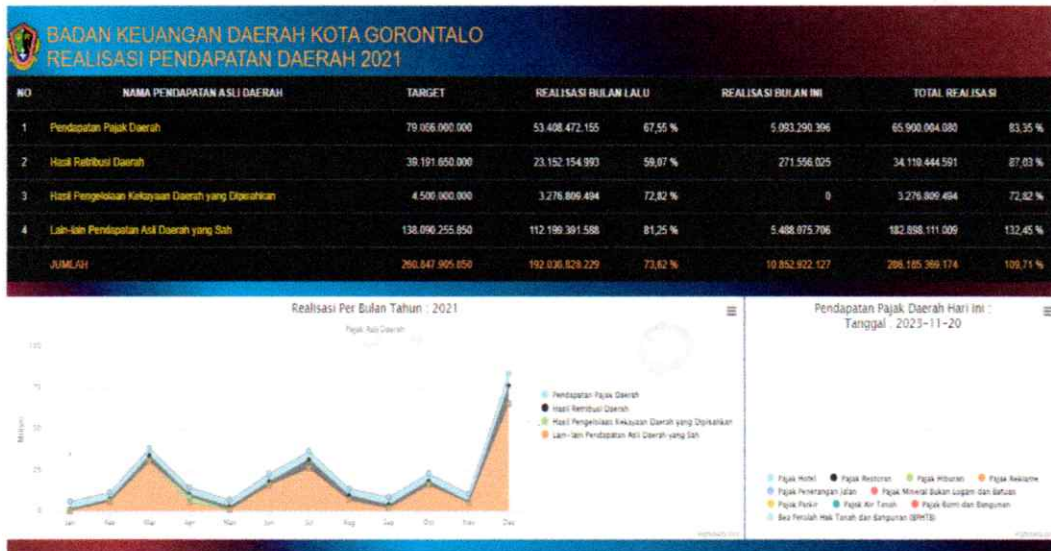 BADAN KEUANGAN DAERAH KOTA GORONTALO
REALISASI PENDAPATAN DAERAH 2021
NO NAMA PENDAPATAN ASLI DAERAH TARGET REALISASI BULAN LALU REALISASI BULAN INI TOTAL REALISASI
1 Pendapatan Pajak Daerah 79.066.000.000 53.408.472.155 67,55 % 5.093.290.396 65.900.004.080 83,35 %
2 Hasil Retribusi Daerah 39.191.650.000 23.152.154.993 59,07 % 271.556.025 34.110.444.591 87,03 %
3 Hasil Pengelolaan Kekayaan Daerah yang Dipisahkan 4.500.000.000 3.276.809.494 72,82 % 0 3.276.809.494 72,82 %
4 Lain-lain Pendapatan Asli Daerah yang Sah 138.090.255.850 112.199.391.588 81,25 % 5.488.075.706 182.898.111.009 132,45 %
JUMLAH 260.847.905.850 192.036.828.229 73,62 % 10.852.922.127 286.185.369.174 109,71 %
Realisasi Per Bulan Tahun : 2021
Pajak Asli Daerah
100
75
50
25
0
Milyar
Jan Feb Mar Apr Mei Jun Jul Aug Sep Oct Nov Dec
Pendapatan Pajak Daerah
Hasil Retribusi Daerah
Hasil Pengelolaan Kekayaan Daerah yang Dipisahkan
Lain-lain Pendapatan Asli Daerah yang Sah
Pendapatan Pajak Daerah Hari Ini :
Tanggal : 2023-11-20
Pajak Hotel Pajak Restoran Pajak Hiburan Pajak Reklame
Pajak Penerangan Jalan Pajak Mineral Bukan Logam dan Batuan
Pajak Parkir Pajak Air Tanah Pajak Bumi dan Bangunan
Bea Perolah Hak Tanah dan Bangunan (BPHTB)